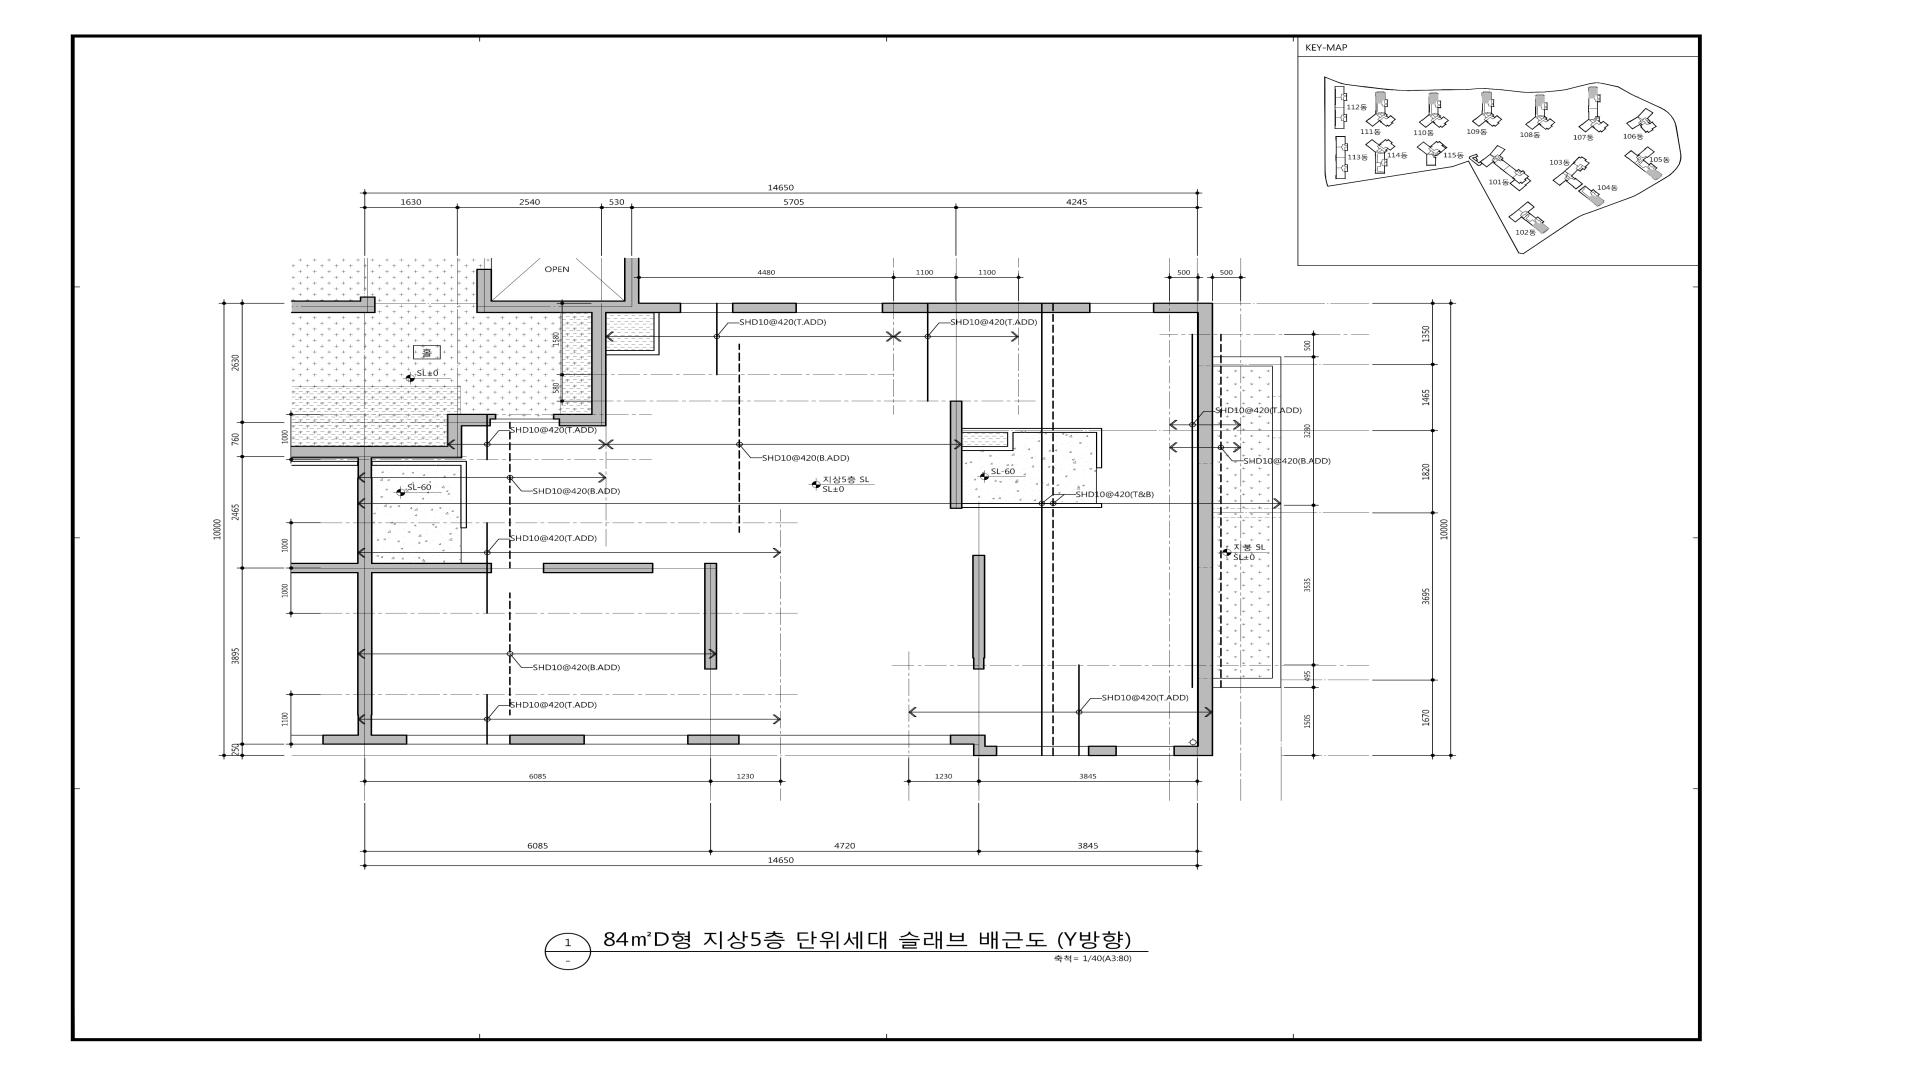 KEY-MAP
112동
111동
110동
109동
108동
107동
106동
113동
114동
115동
101동
103동
104동
105동
102동
14650
1630
2540
530
5705
4245
OPEN
4480
1100
1100
500
500
SHD10@420(T.ADD)
SHD10@420(T.ADD)
홀
SL±0
1580
580
SHD10@420(T.ADD)
SHD10@420(B.ADD)
SHD10@420(T.ADD)
SHD10@420(B.ADD)
SL-60
SHD10@420(B.ADD)
지상5층 SL
SL±0
SL-60
SHD10@420(T&B)
SHD10@420(T.ADD)
지붕 SL
SL±0
SHD10@420(B.ADD)
SHD10@420(T.ADD)
SHD10@420(T.ADD)
10000
2630
760
2465
3895
250
1000
1000
1000
1100
500
3280
3535
495
1505
1350
1465
1820
3695
1670
10000
6085
1230
1230
3845
6085
4720
3845
14650
1
-
84㎡D형 지상5층 단위세대 슬래브 배근도 (Y방향)
축척= 1/40(A3:80)